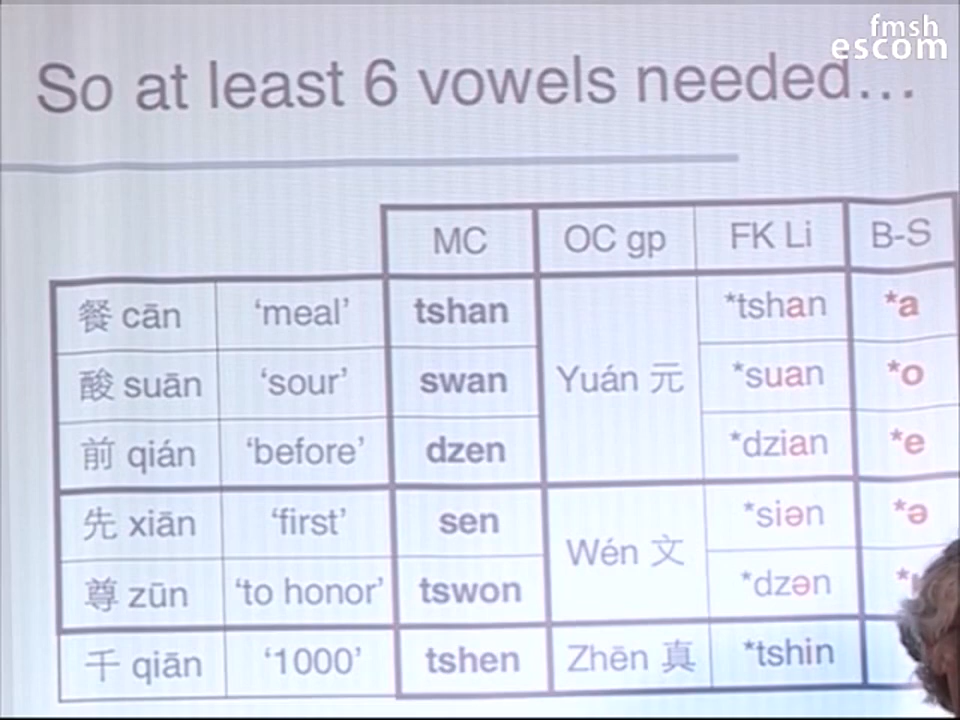 fmsh
escom
So at least 6 vowels needed…
MC OC gp FK Li B-S
餐 cān ‘meal’ tshan Yuán 元 *tshan *a
酸 suān ‘sour’ swan *suan *o
前 qián ‘before’ dzen *dzian *e
先 xiān ‘first’ sen Wén 文 *siən *ə
尊 zūn ‘to honor’ tswon *dzən
千 qiān ‘1000’ tshen Zhēn 真 *tshin